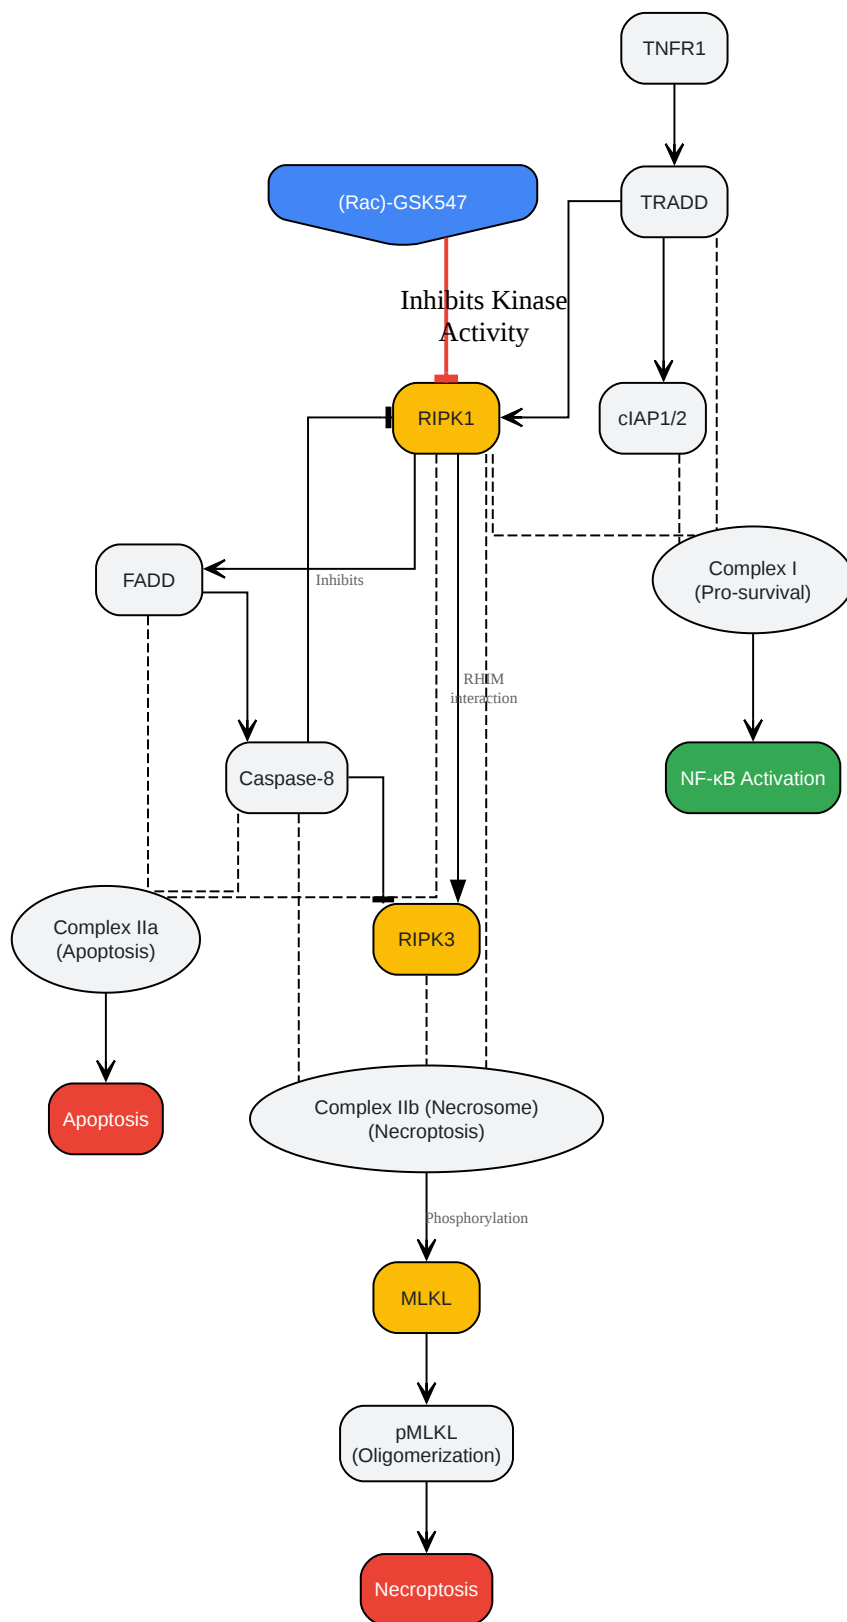 TNFR1
(Rac)-GSK547
TRADD
Inhibits Kinase
Activity
RIPK1
cIAP1/2
FADD
Inhibits
Complex I
(Pro-survival)
RHIM
interaction
Caspase-8
NF-κB Activation
Complex IIa
(Apoptosis)
RIPK3
Apoptosis
Complex IIb (Necrosome)
(Necroptosis)
Phosphorylation
MLKL
pMLKL
(Oligomerization)
Necroptosis